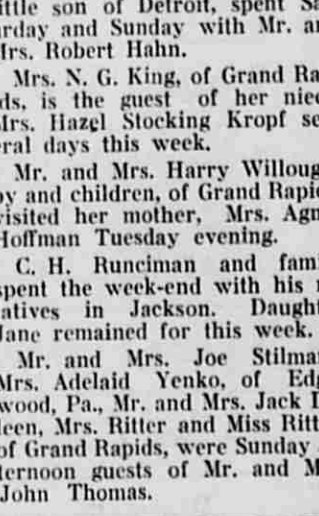 ittle son of Detroit, spent Sa
urday and Sunday with Mr. an
Mrs. Robert Hahn.
Mrs. N. G. King, of Grand Ra
ds, is the guest of her niec
Mrs. Hazel Stocking Kropf se
eral days this week.
Mr. and Mrs. Harry Willoug
by and children, of Grand Rapid
visited her mother, Mrs. Agn
Hoffman Tuesday evening.
C. H. Runciman and fami
spent the week-end with his r
atives in Jackson. Daught
Jane remained for this week.
Mr. and Mrs. Joe Stilma
Mrs. Adelaid Yenko, of Edg
wood, Pa., Mr. and Mrs. Jack D
leen, Mrs. Ritter and Miss Ritt
of Grand Rapids, were Sunday
ternoon guests of Mr. and M
John Thomas.